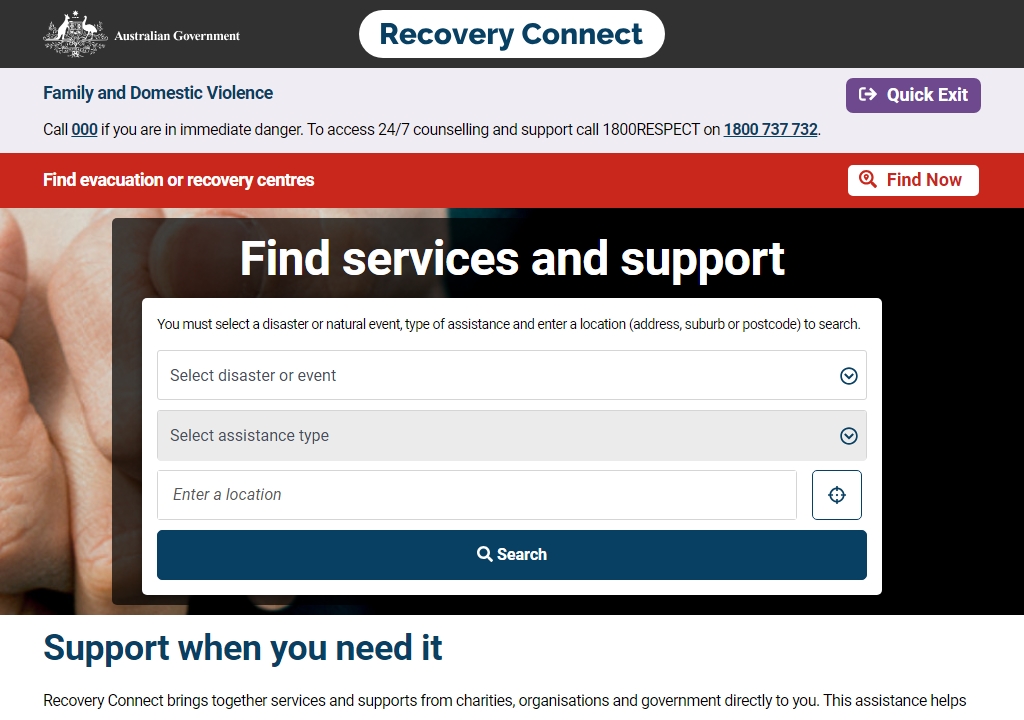 Australian Government
Recovery Connect
Family and Domestic Violence
Quick Exit
Call 000 if you are in immediate danger. To access 24/7 counselling and support call 1800RESPECT on 1800 737 732.
Find evacuation or recovery centres
Find Now
Find services and support
You must select a disaster or natural event, type of assistance and enter a location (address, suburb or postcode) to search.
Select disaster or event
Select assistance type
Enter a location
Search
Support when you need it
Recovery Connect brings together services and supports from charities, organisations and government directly to you. This assistance helps